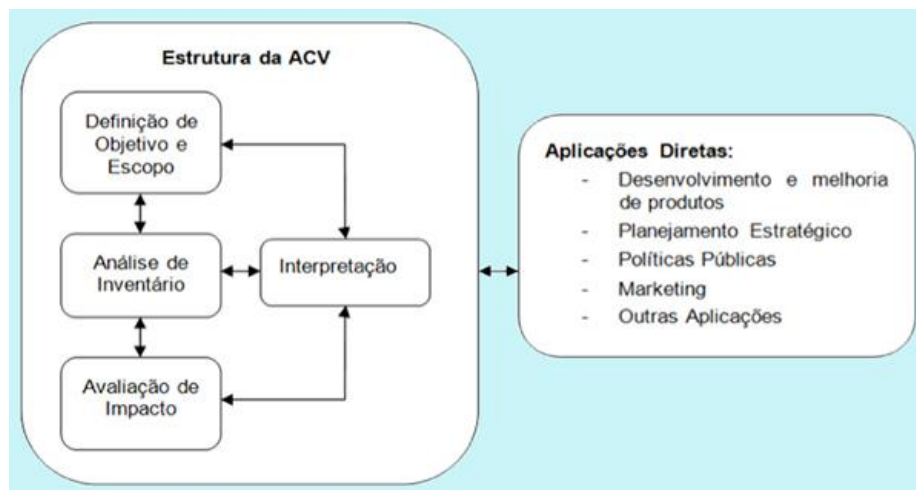 Estrutura da ACV
Definição de
Objetivo e
Escopo
Análise de
Inventário
Interpretação
Avaliação de
Impacto
Aplicações Diretas:
- Desenvolvimento e melhoria
de produtos
- Planejamento Estratégico
- Políticas Públicas
- Marketing
- Outras Aplicações